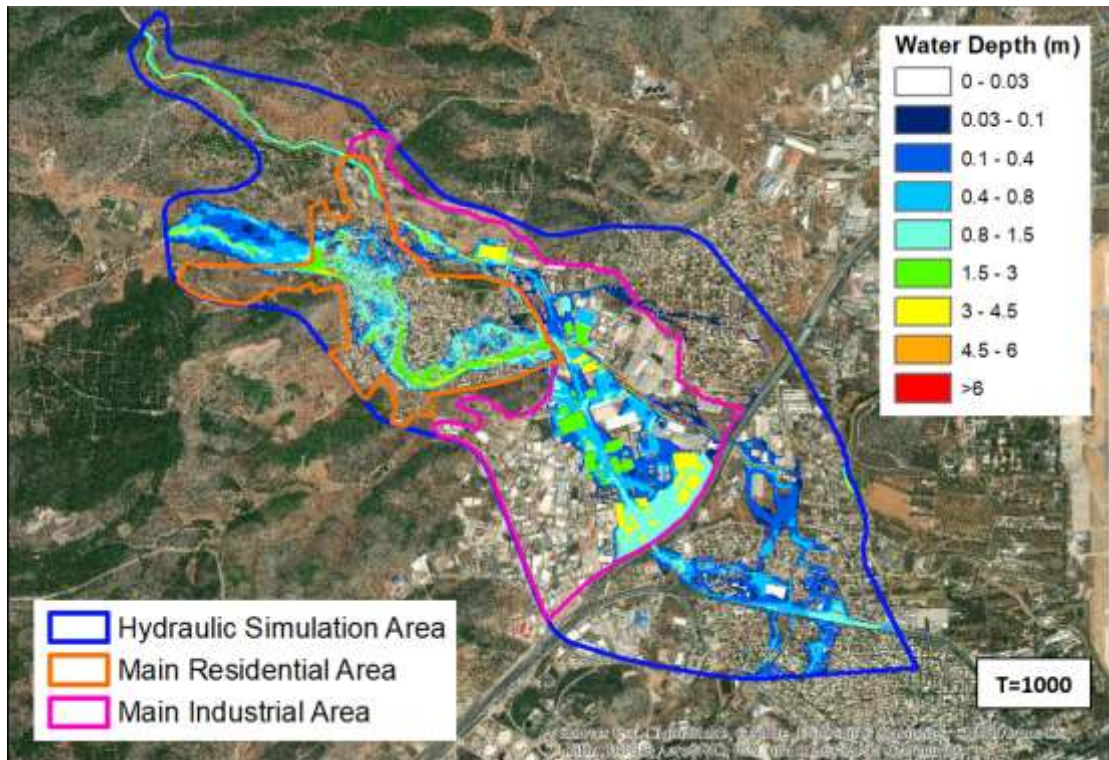 Water Depth (m)
0 - 0.03
0.03 - 0.1
0.1 - 0.4
0.4 - 0.8
0.8 - 1.5
1.5 - 3
3 - 4.5
4.5 - 6
>6
Hydraulic Simulation Area
Main Residential Area
Main Industrial Area
T=1000